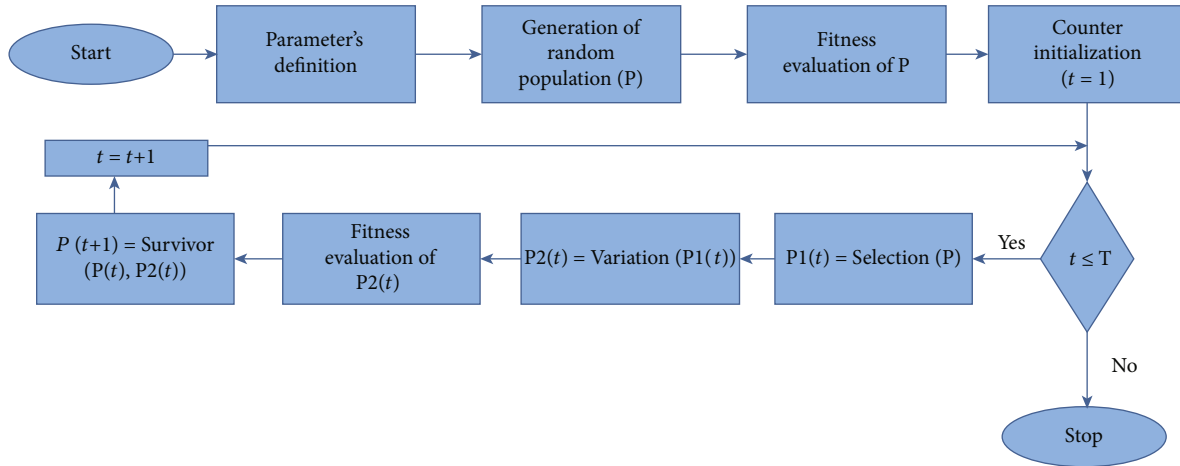 Start
Parameter's
definition
Generation of
random
population (P)
Fitness
evaluation of P
Counter
initialization
(t = 1)
t = t+1
t ≤ T
Yes
P1(t) = Selection (P)
P2(t) = Variation (P1(t))
Fitness
evaluation of
P2(t)
P (t+1) = Survivor
(P(t), P2(t))
No
Stop